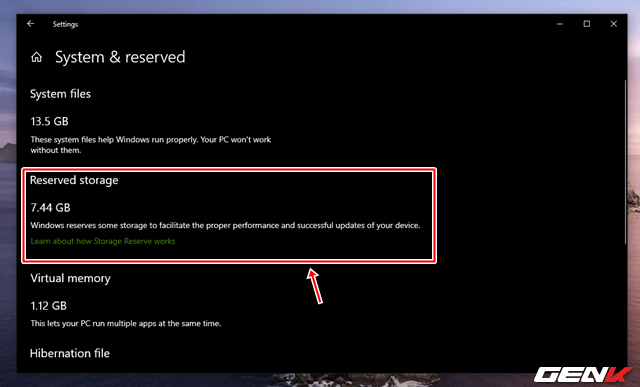 Settings
System & reserved
System files
13.5 GB
These system files help Windows run properly. Your PC won't work
without them.
Reserved storage
7.44 GB
Windows reserves some storage to facilitate the proper performance and successful updates of your device.
Learn about how Storage Reserve works
Virtual memory
1.12 GB
This lets your PC run multiple apps at the same time.
Hibernation file
GENK